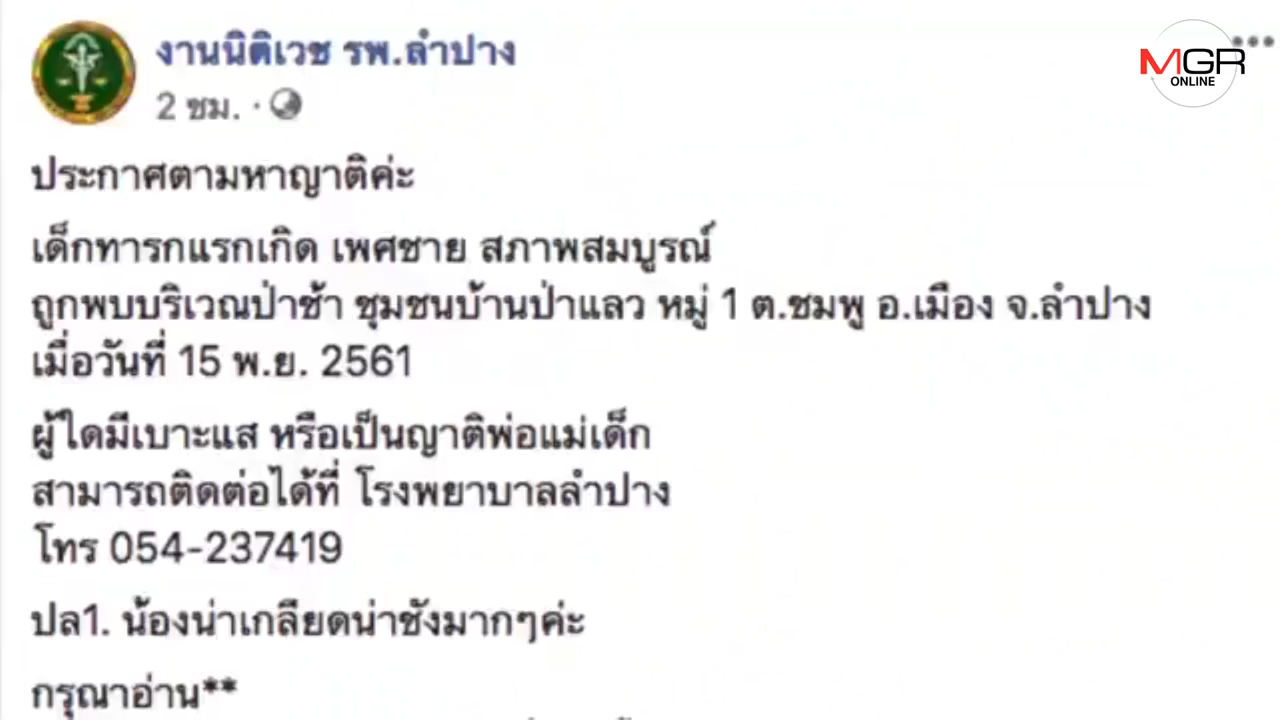 งานนิติเวช รพ.ลำปาง
MGR
ONLINE
2 ชม. ·
ประกาศตามหาญาติค่ะ
เด็กทารกแรกเกิด เพศชาย สภาพสมบูรณ์
ถูกพบบริเวณป่าช้า ชุมชนบ้านป่าแลว หมู่ 1 ต.ชมพู อ.เมือง จ.ลำปาง
เมื่อวันที่ 15 พ.ย. 2561
ผู้ใดมีเบาะแส หรือเป็นญาติพ่อแม่เด็ก
สามารถติดต่อได้ที่ โรงพยาบาลลำปาง
โทร 054-237419
ปล1. น้องน่าเกลียดน่าชังมากๆค่ะ
กรุณาอ่าน**